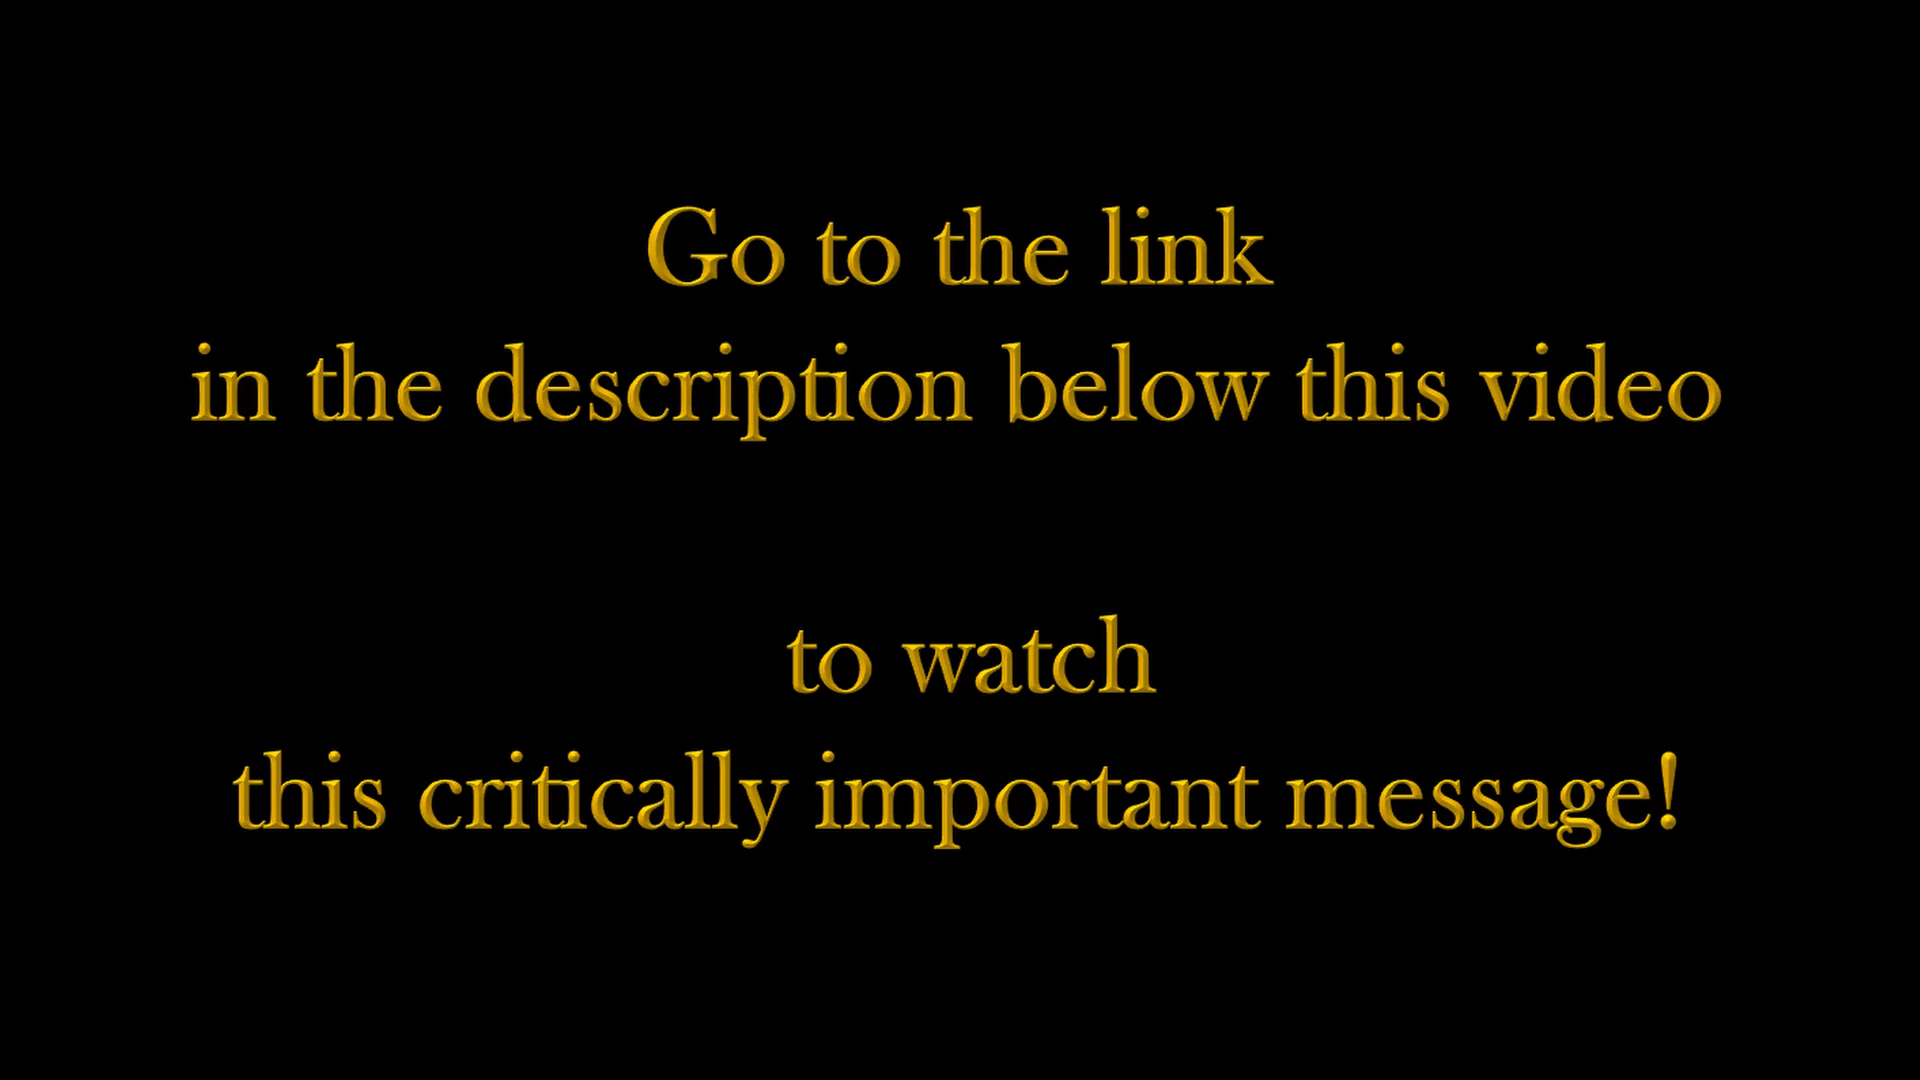 Go to the link
in the description below this video
to watch
this critically important message!